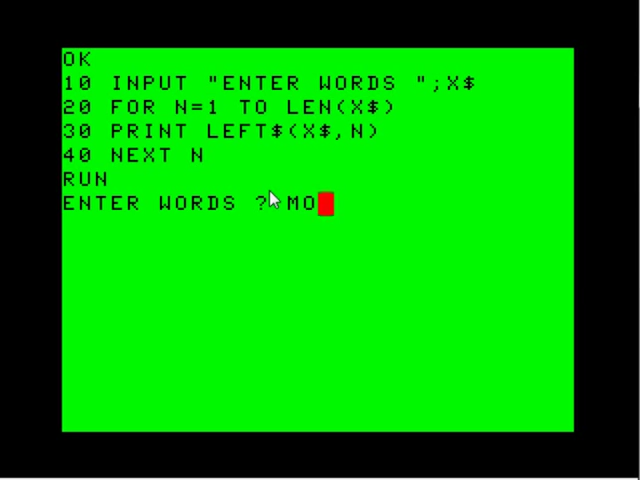 OK
10 INPUT "ENTER WORDS ";X$
20 FOR N=1 TO LEN(X$)
30 PRINT LEFT$(X$,N)
40 NEXT N
RUN
ENTER WORDS ? MO